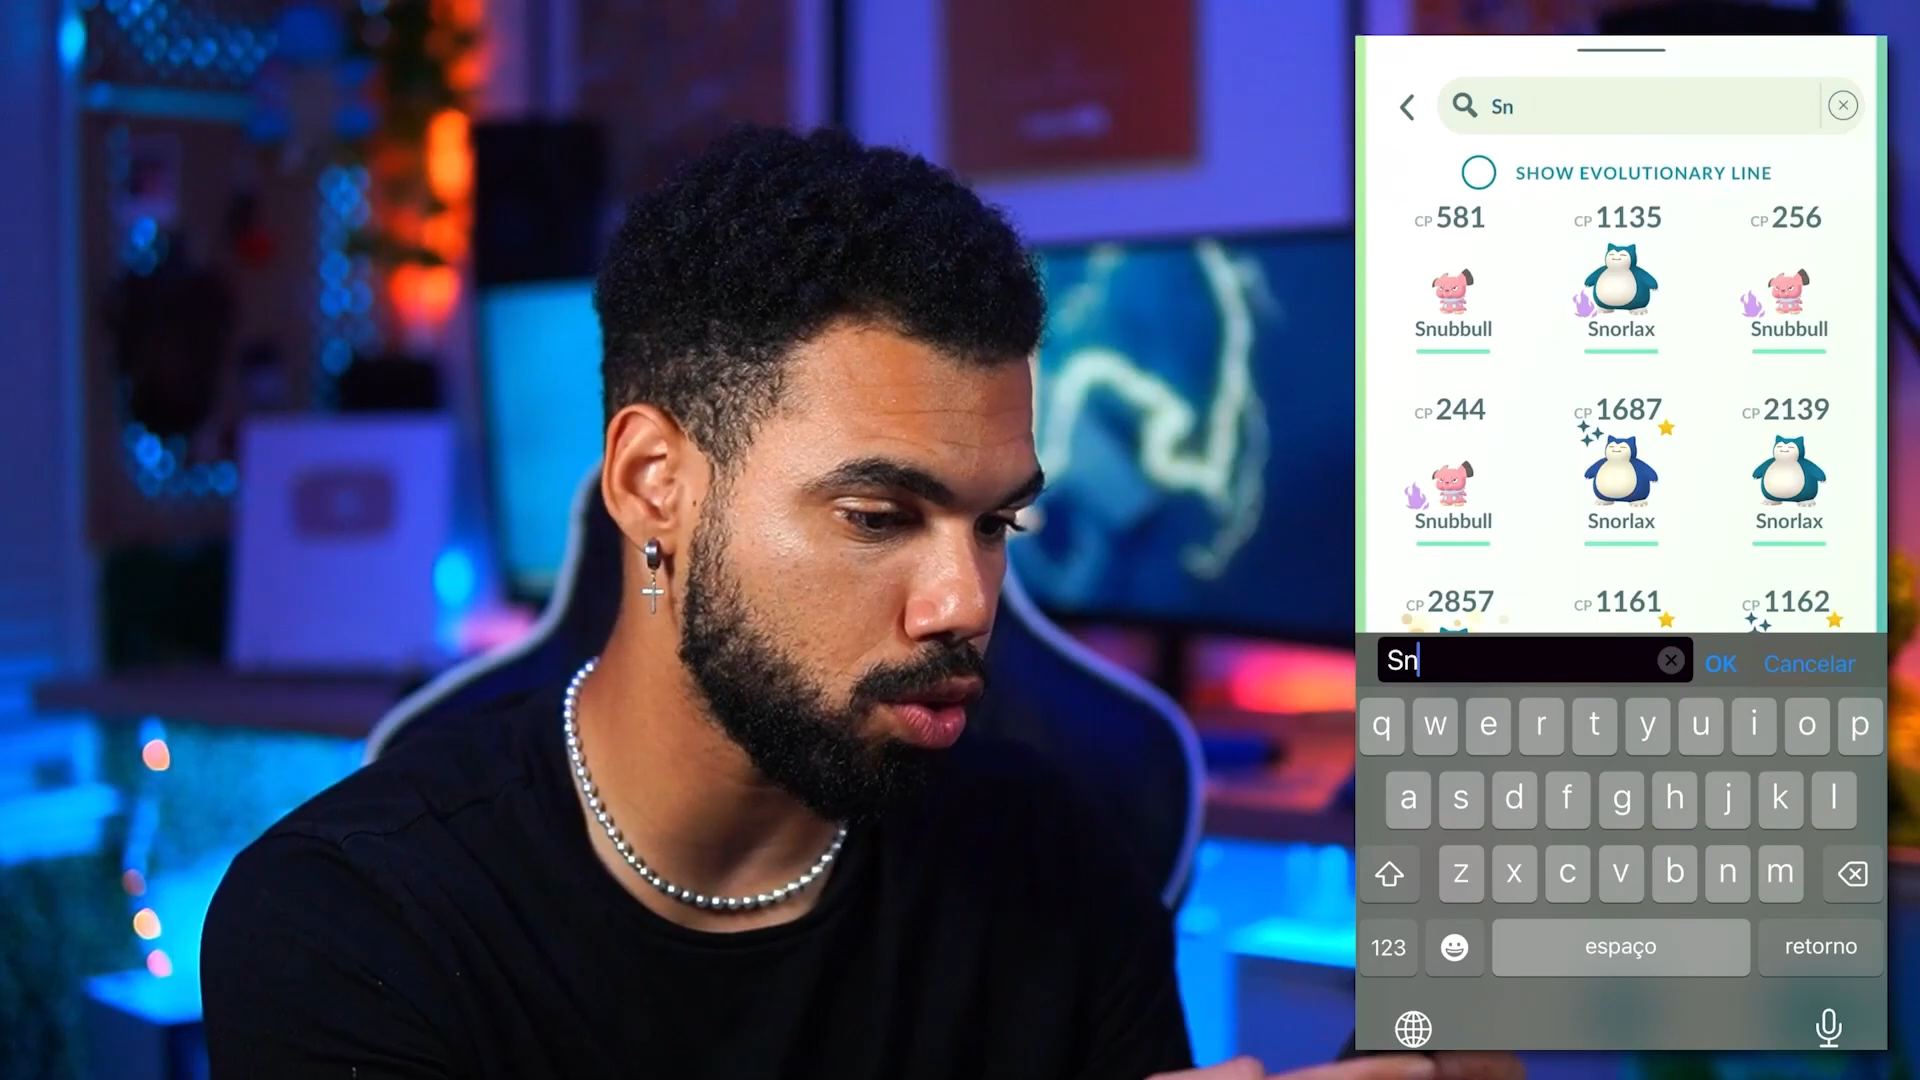 Sn
SHOW EVOLUTIONARY LINE
CP 581 CP 1135 CP 256
Snubbull Snorlax Snubbull
CP 244 CP 1687 CP 2139
Snubbull Snorlax Snorlax
CP 2857 CP 1161 CP 1162
Sn OK Cancelar
q w e r t y u i o p
a s d f g h j k l
z x c v b n m
123 espaço retorno